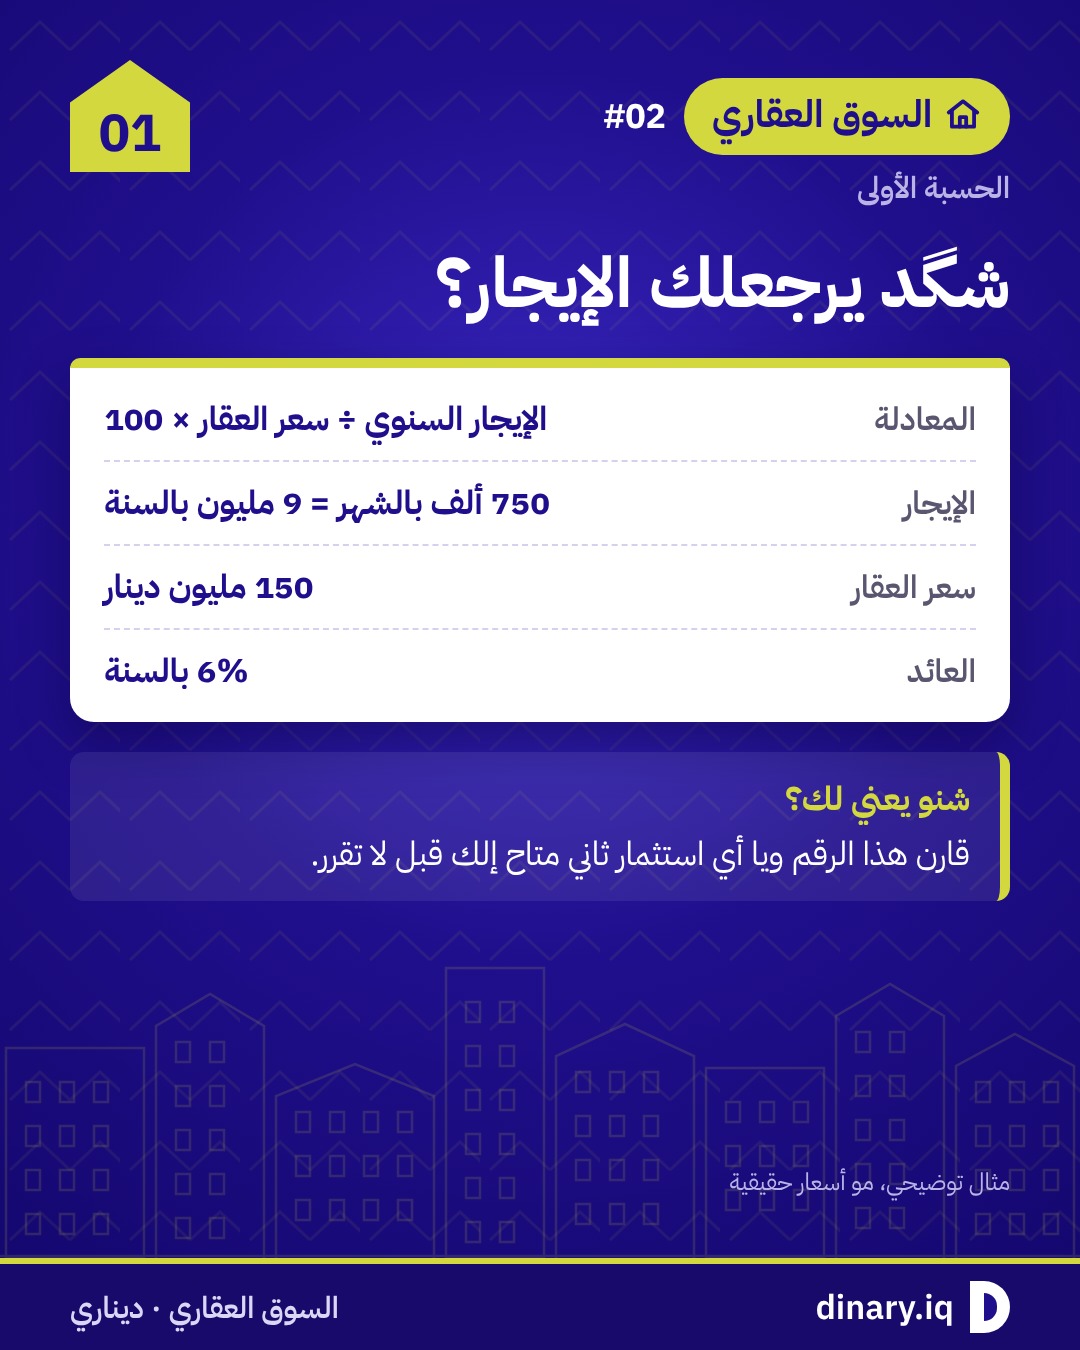 السوق العقاري #02
01
الحسبة الأولى
شگد يرجعلك الإيجار؟
المعادلة الإيجار السنوي ÷ سعر العقار × 100
الإيجار 750 ألف بالشهر = 9 مليون بالسنة
سعر العقار 150 مليون دينار
العائد 6% بالسنة
شنو يعني لك؟
قارن هذا الرقم ويا أي استثمار ثاني متاح إلك قبل لا تقرر.
مثال توضيحي، مو أسعار حقيقية
dinary.iq
السوق العقاري · ديناري